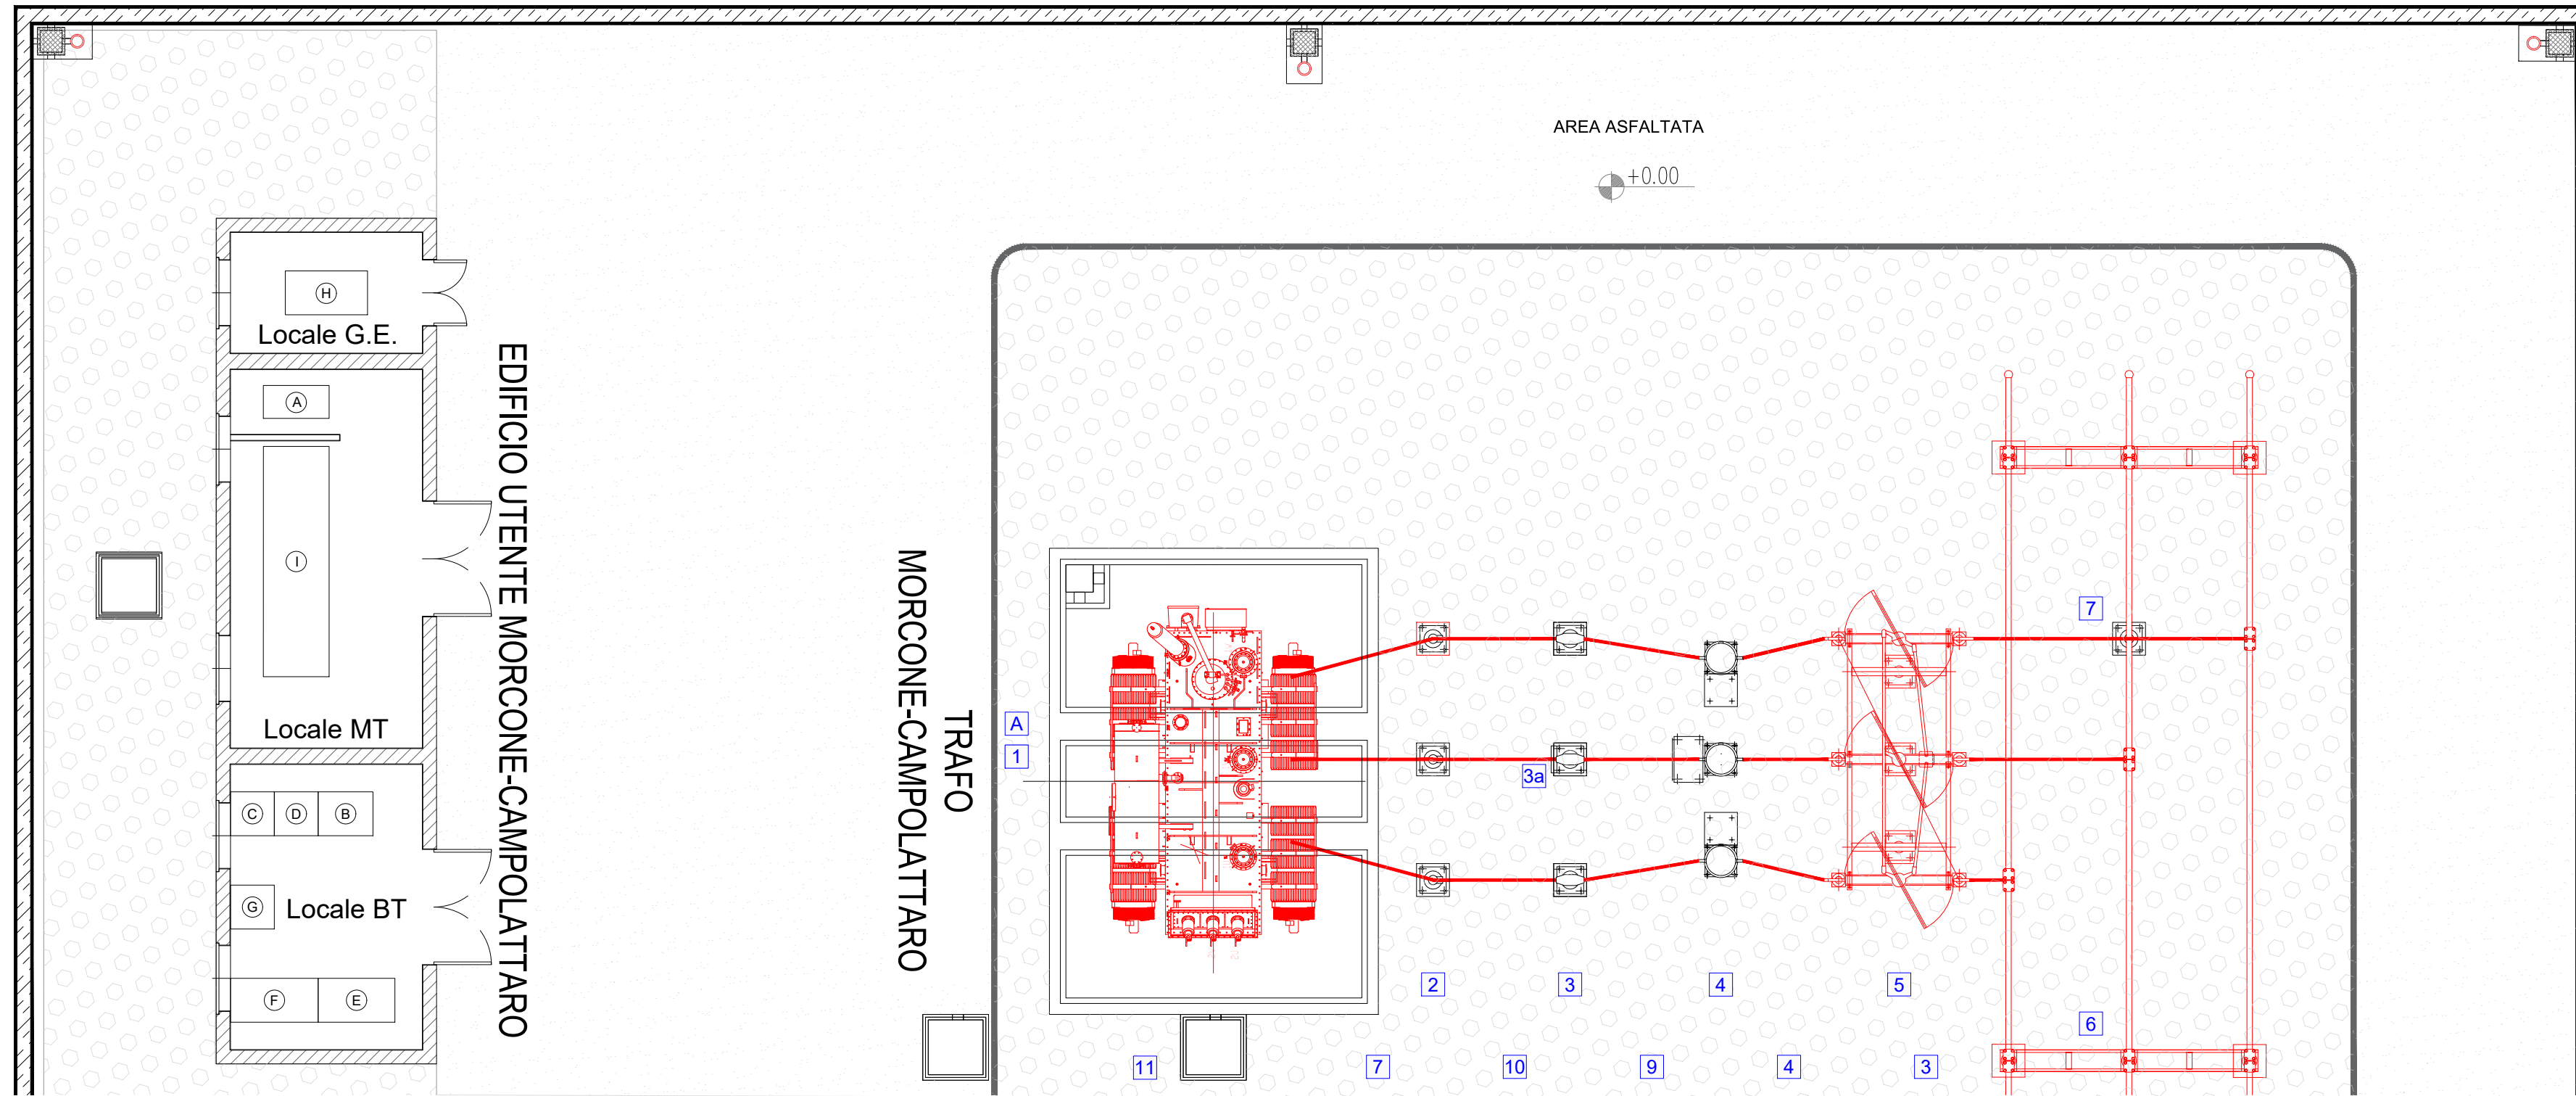 AREA ASFALTATA
+0.00
H
Locale G.E.
A
I
Locale MT
C
D
B
G
Locale BT
F
E
EDIFICIO UTENTE MORCONE-CAMPOLATTARO
TRAFO
MORCONE-CAMPOLATTARO
A
1
3a
7
2
3
4
5
6
11
7
10
9
4
3